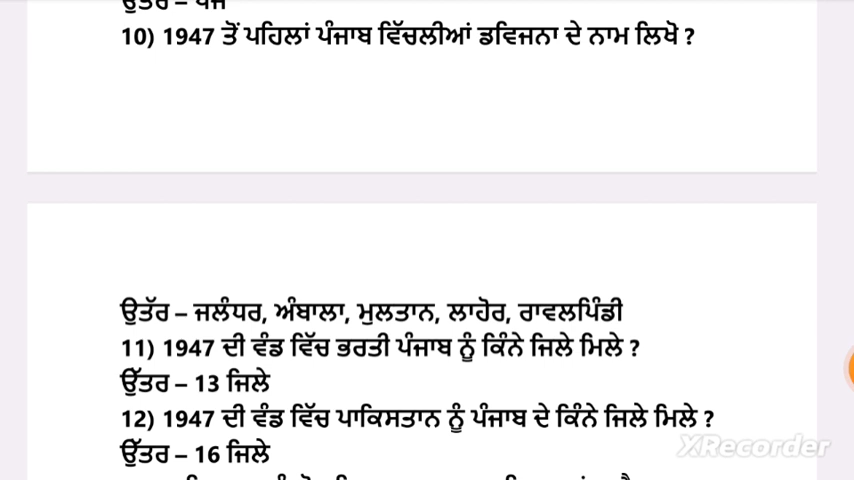 10) 1947 ਤੋਂ ਪਹਿਲਾਂ ਪੰਜਾਬ ਵਿੱਚਲੀਆਂ ਡਵਿਜਨਾ ਦੇ ਨਾਮ ਲਿਖੋ ?
ਉਤੱਰ – ਜਲੰਧਰ, ਅੰਬਾਲਾ, ਮੁਲਤਾਨ, ਲਾਹੋਰ, ਰਾਵਲਪਿੰਡੀ
11) 1947 ਦੀ ਵੰਡ ਵਿੱਚ ਭਰਤੀ ਪੰਜਾਬ ਨੂੰ ਕਿੰਨੇ ਜਿਲੇ ਮਿਲੇ ?
ਉੱਤਰ – 13 ਜਿਲੇ
12) 1947 ਦੀ ਵੰਡ ਵਿੱਚ ਪਾਕਿਸਤਾਨ ਨੂੰ ਪੰਜਾਬ ਦੇ ਕਿੰਨੇ ਜਿਲੇ ਮਿਲੇ ?
XRecorder
ਉੱਤਰ – 16 ਜਿਲੇ